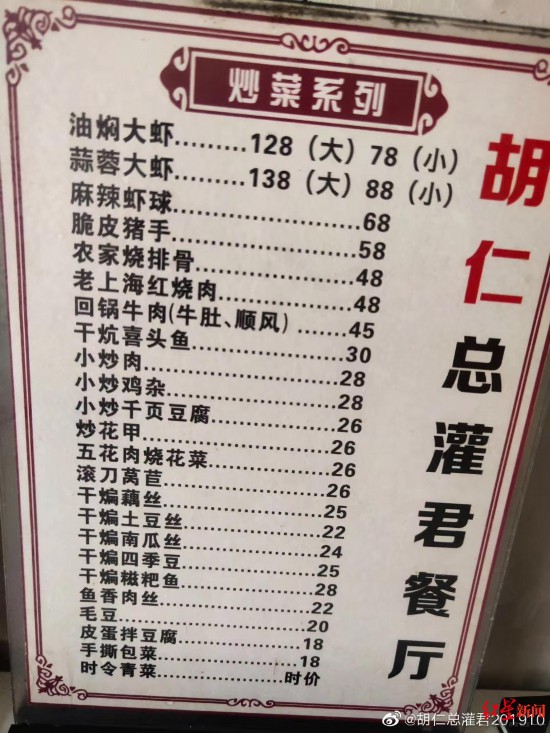 炒菜系列
油焖大虾.........128（大）78（小）
蒜蓉大虾.........138（大）88（小）
麻辣虾球........................68
脆皮猪手........................58
农家烧排骨.....................48
老上海红烧肉..................48
回锅牛肉(牛肚、顺风).......45
干炕喜头鱼.....................30
小炒肉...........................28
小炒鸡杂........................28
小炒千页豆腐..................26
炒花甲...........................26
五花肉烧花菜..................26
滚刀莴苣........................26
干煸藕丝........................25
干煸土豆丝.....................22
干煸南瓜丝.....................24
干煸四季豆.....................25
干煸糍粑鱼.....................28
鱼香肉丝........................22
毛豆..............................20
皮蛋拌豆腐.....................18
手撕包菜........................18
时令青菜.....................时价
胡仁总灌君餐厅
红星新闻
@胡仁总灌君201910